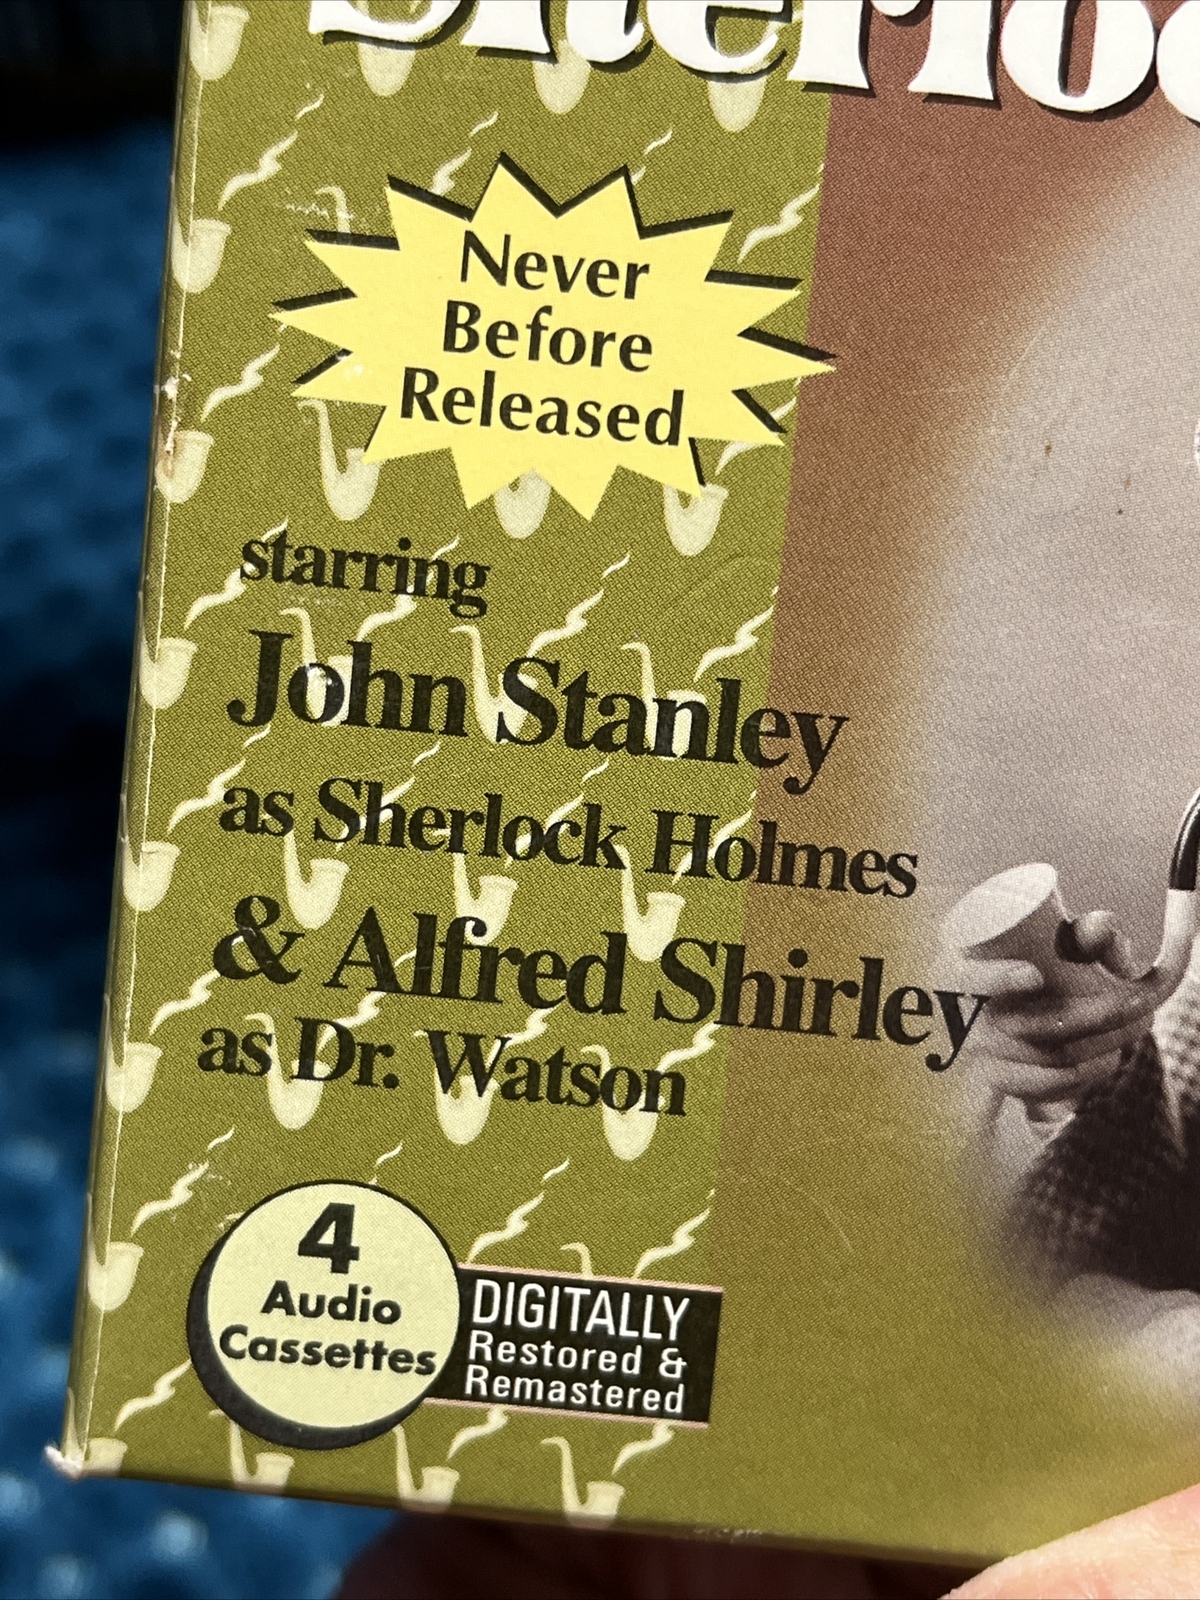 Never
Before
Released
starring
John Stanley
as Sherlock Holmes
& Alfred Shirley
as Dr. Watson
4
Audio
Cassettes
DIGITALLY
Restored &
Remastered